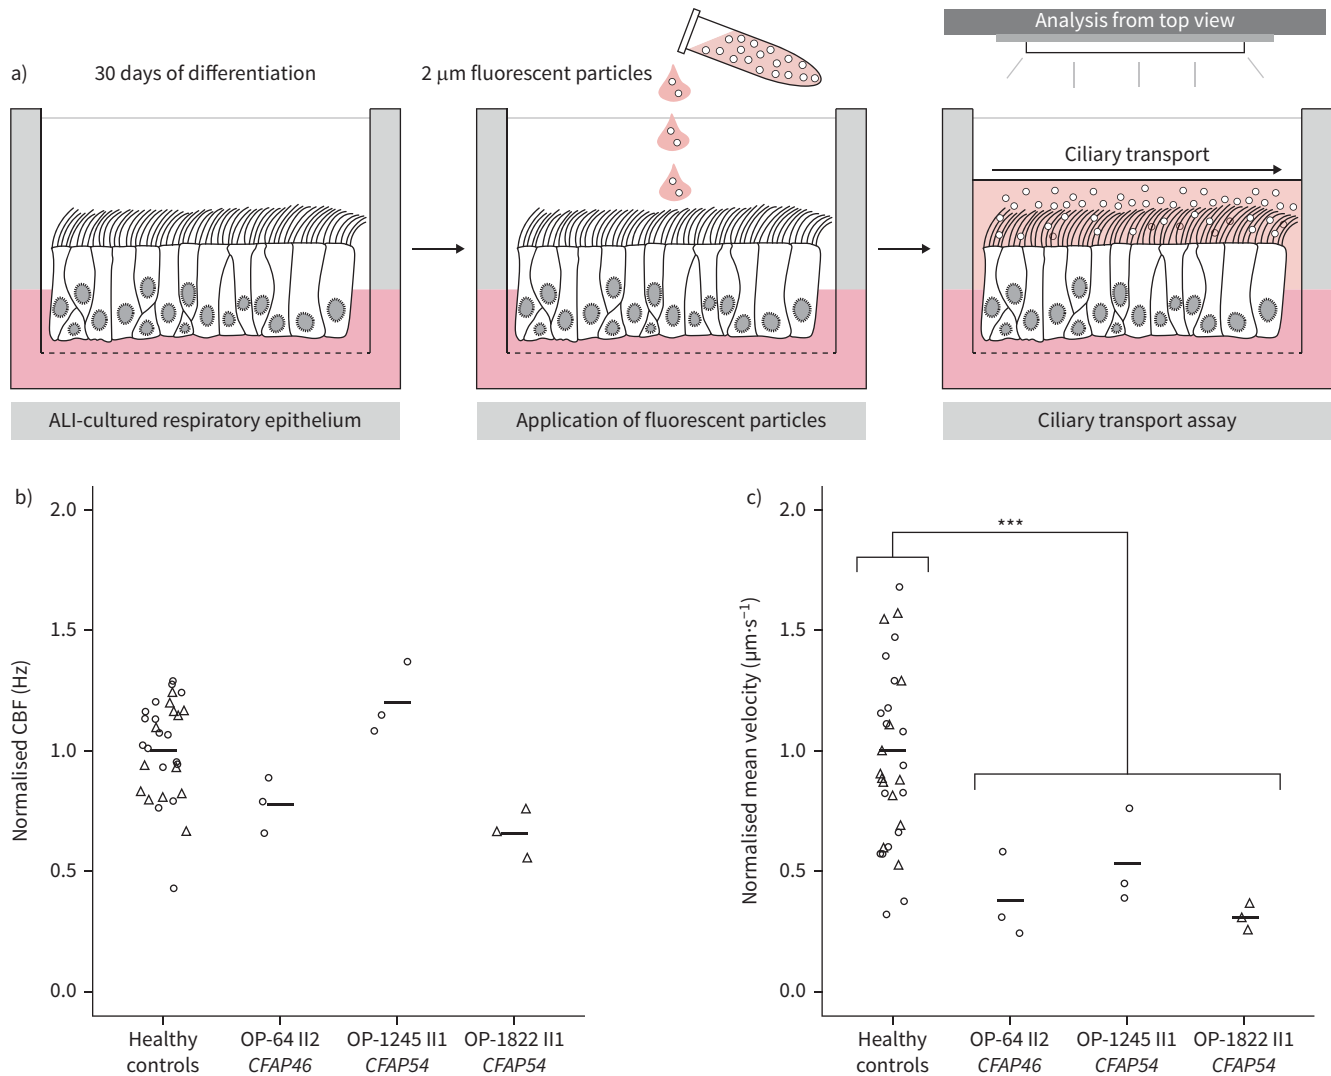 Analysis from top view
a)
30 days of differentiation
2 μm fluorescent particles
Ciliary transport
ALI-cultured respiratory epithelium
Application of fluorescent particles
Ciliary transport assay
b)
Normalised CBF (Hz)
2.0
1.5
1.0
0.5
0.0
Healthy
controls
OP-64 II2
CFAP46
OP-1245 II1
CFAP54
OP-1822 II1
CFAP54
c)
Normalised mean velocity (μm·s⁻¹)
2.0
1.5
1.0
0.5
0.0
***
Healthy
controls
OP-64 II2
CFAP46
OP-1245 II1
CFAP54
OP-1822 II1
CFAP54